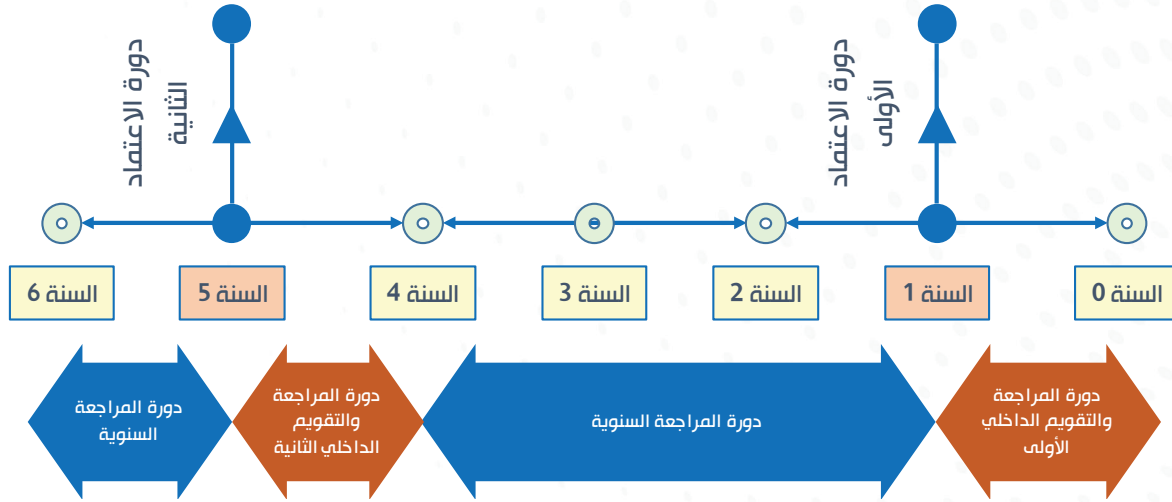 دورة الاعتماد
الأولى
دورة الاعتماد
الثانية
السنة 0
السنة 1
السنة 2
السنة 3
السنة 4
السنة 5
السنة 6
دورة المراجعة
والتقويم الداخلي
الأولى
دورة المراجعة السنوية
دورة المراجعة
والتقويم
الداخلي الثانية
دورة المراجعة
السنوية